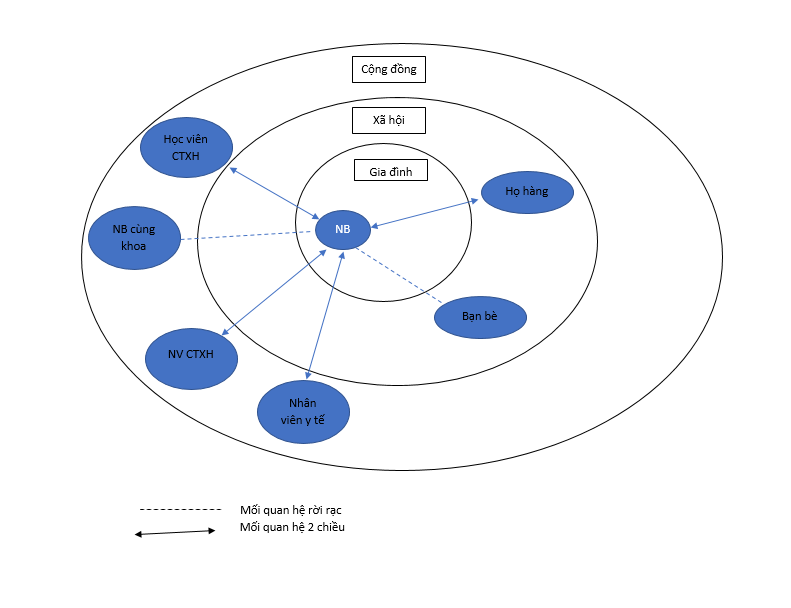 Cộng đồng
Xã hội
Học viên
CTXH
Gia đình
Họ hàng
NB
NB cùng
khoa
Bạn bè
NV CTXH
Nhân
viên y tế
Mối quan hệ rời rạc
Mối quan hệ 2 chiều